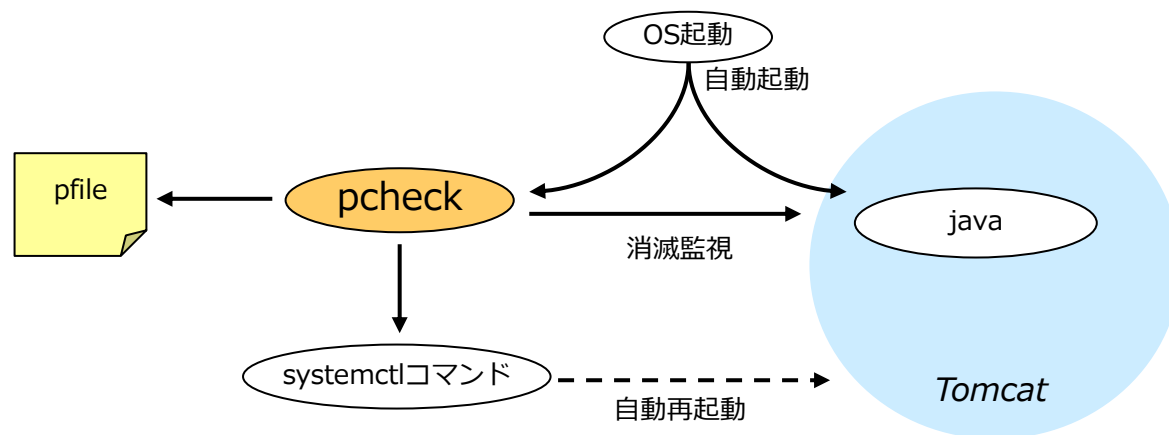 OS起動
自動起動
pfile
pcheck
java
消滅監視
systemctlコマンド
自動再起動
Tomcat